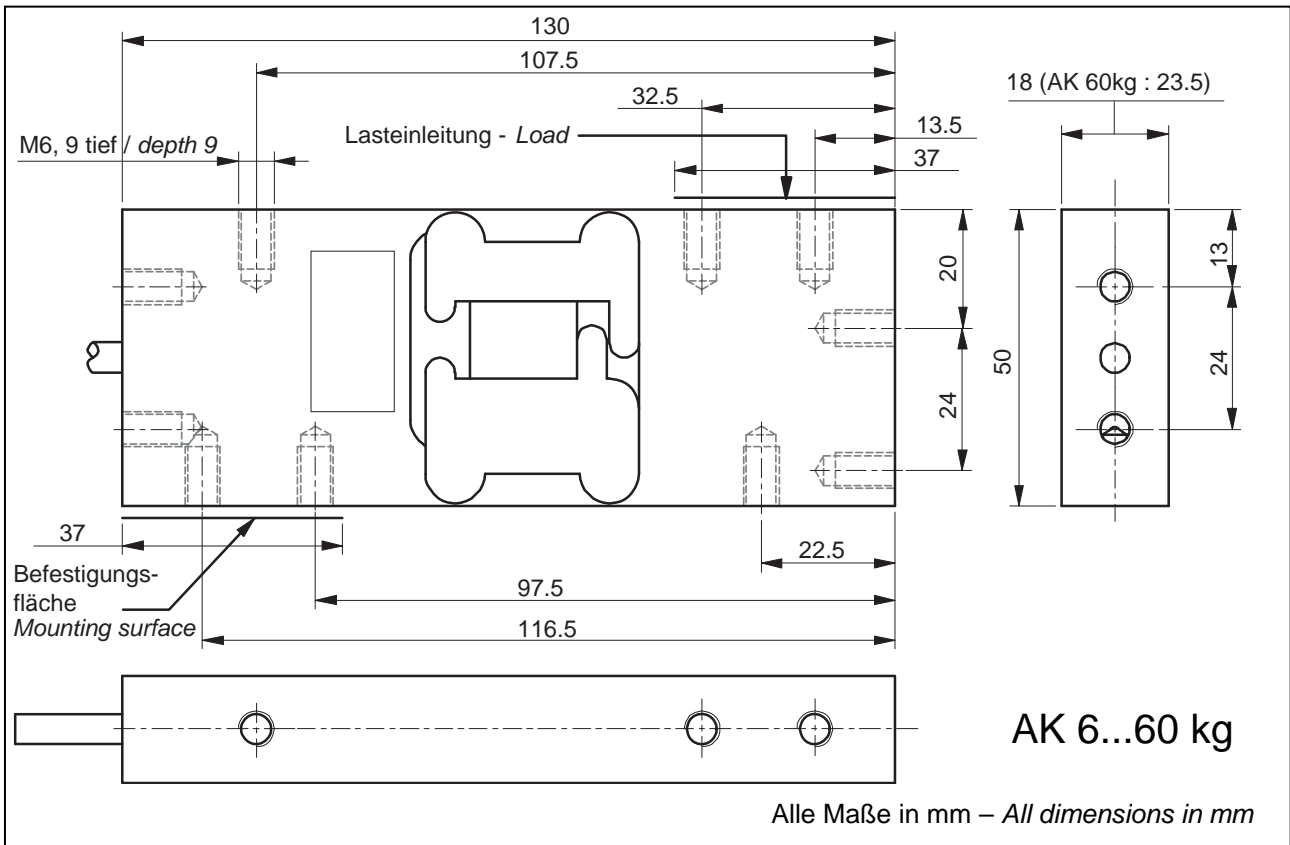 130
107.5
32.5
18 (AK 60kg : 23.5)
13.5
M6, 9 tief / depth 9
Lasteinleitung - Load
37
20
13
50
24
24
37
22.5
Befestigungs-
fläche
Mounting surface
97.5
116.5
AK 6...60 kg
Alle Maße in mm – All dimensions in mm